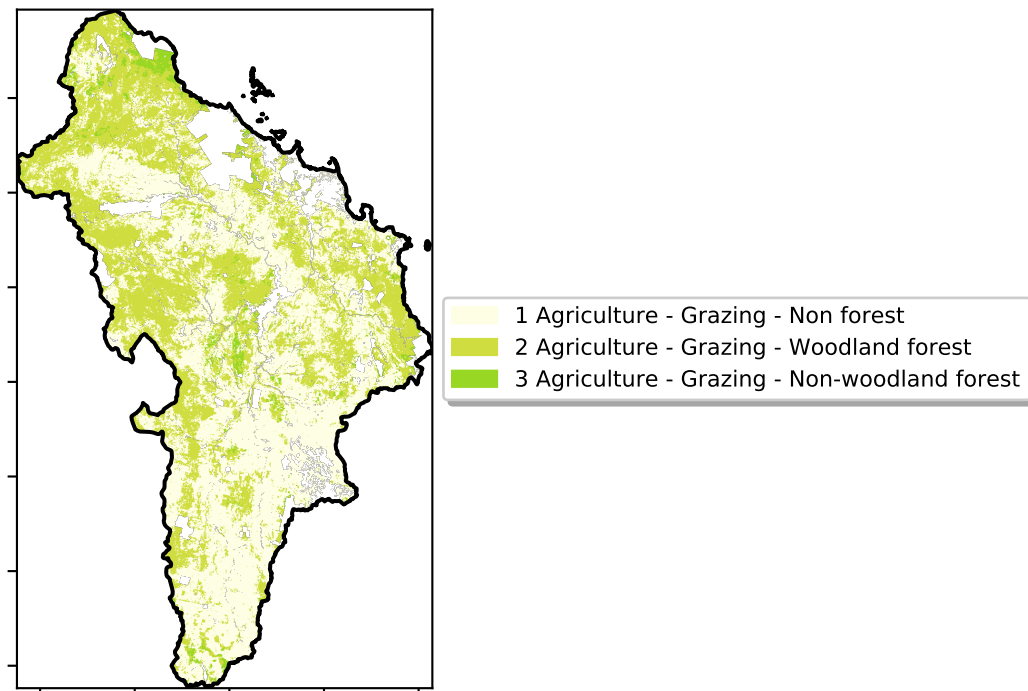 1 Agriculture - Grazing - Non forest
2 Agriculture - Grazing - Woodland forest
3 Agriculture - Grazing - Non-woodland forest